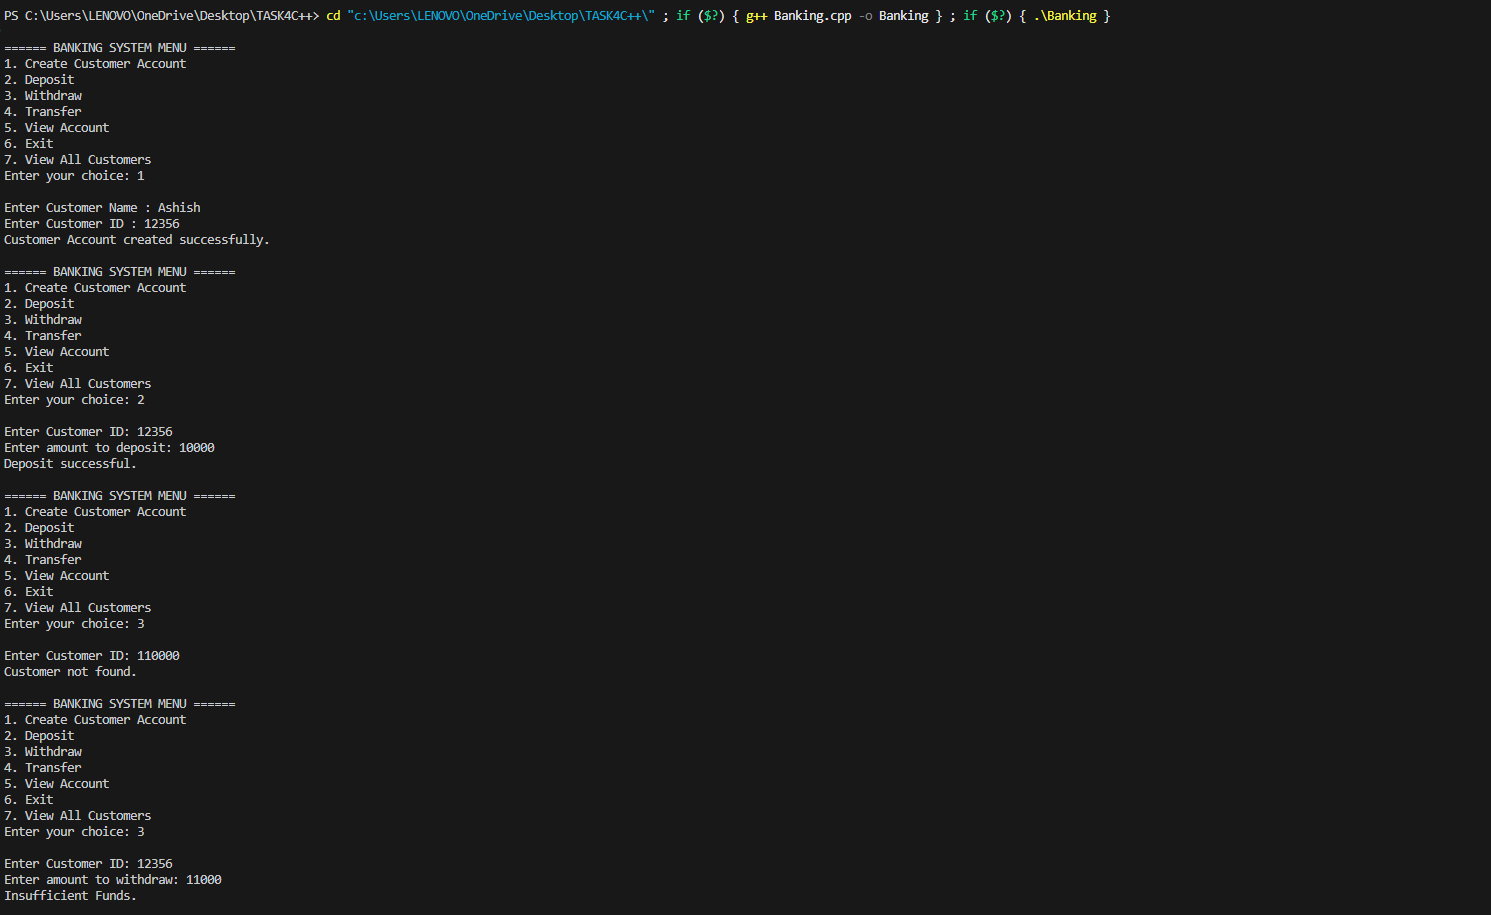 PS C:\Users\LENOVO\OneDrive\Desktop\TASK4C++> cd "c:\Users\LENOVO\OneDrive\Desktop\TASK4C++\" ; if ($?) { g++ Banking.cpp -o Banking } ; if ($?) { .\Banking }
====== BANKING SYSTEM MENU ======
1. Create Customer Account
2. Deposit
3. Withdraw
4. Transfer
5. View Account
6. Exit
7. View All Customers
Enter your choice: 1
Enter Customer Name : Ashish
Enter Customer ID : 12356
Customer Account created successfully.
====== BANKING SYSTEM MENU ======
1. Create Customer Account
2. Deposit
3. Withdraw
4. Transfer
5. View Account
6. Exit
7. View All Customers
Enter your choice: 2
Enter Customer ID: 12356
Enter amount to deposit: 10000
Deposit successful.
====== BANKING SYSTEM MENU ======
1. Create Customer Account
2. Deposit
3. Withdraw
4. Transfer
5. View Account
6. Exit
7. View All Customers
Enter your choice: 3
Enter Customer ID: 110000
Customer not found.
====== BANKING SYSTEM MENU ======
1. Create Customer Account
2. Deposit
3. Withdraw
4. Transfer
5. View Account
6. Exit
7. View All Customers
Enter your choice: 3
Enter Customer ID: 12356
Enter amount to withdraw: 11000
Insufficient Funds.